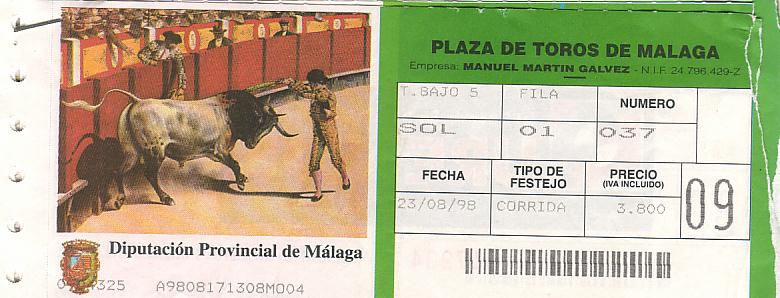 PLAZA DE TOROS DE MALAGA
Empresa: MANUEL MARTIN GALVEZ - N.I.F. 24.796.429-Z
T.BAJO 5 FILA NUMERO
SOL 01 037
FECHA TIPO DE FESTEJO PRECIO (IVA INCLUIDO)
23/08/98 CORRIDA 3.800
09
Diputación Provincial de Málaga
325 A9808171308M004